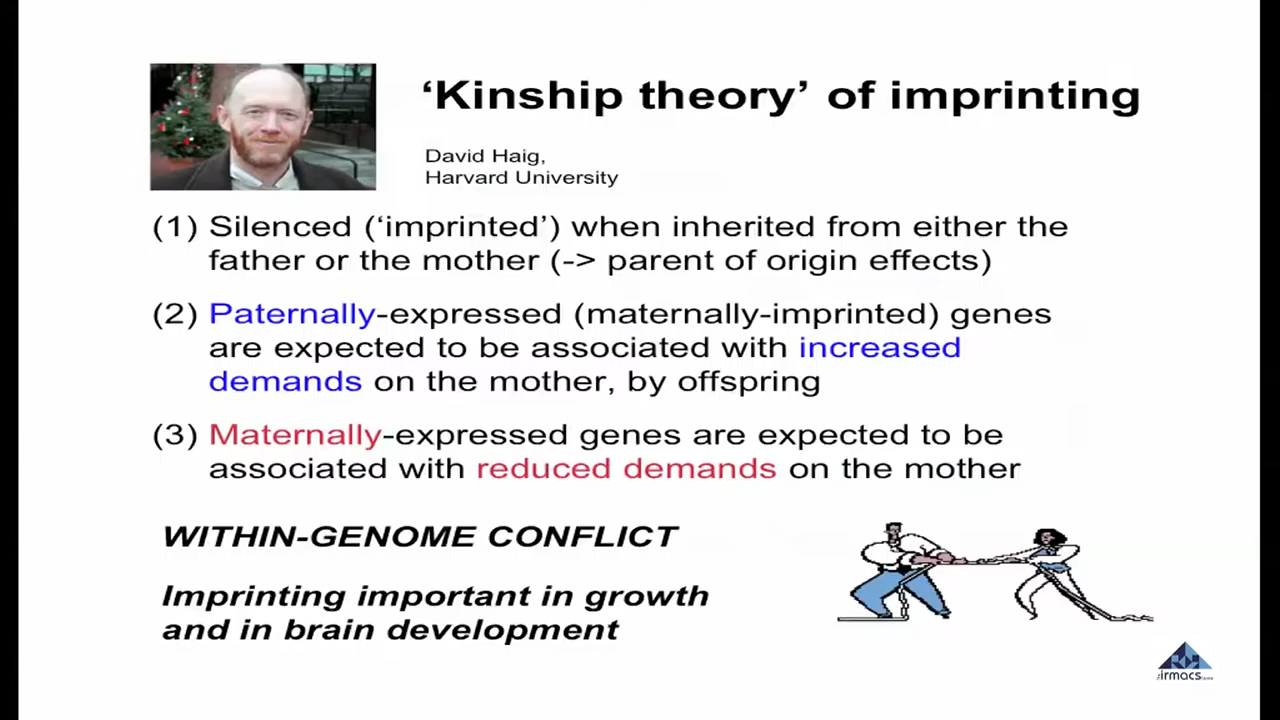 ‘Kinship theory’ of imprinting
David Haig,
Harvard University
(1) Silenced (‘imprinted’) when inherited from either the
father or the mother (-> parent of origin effects)
(2) Paternally-expressed (maternally-imprinted) genes
are expected to be associated with increased
demands on the mother, by offspring
(3) Maternally-expressed genes are expected to be
associated with reduced demands on the mother
WITHIN-GENOME CONFLICT
Imprinting important in growth
and in brain development
irmacs